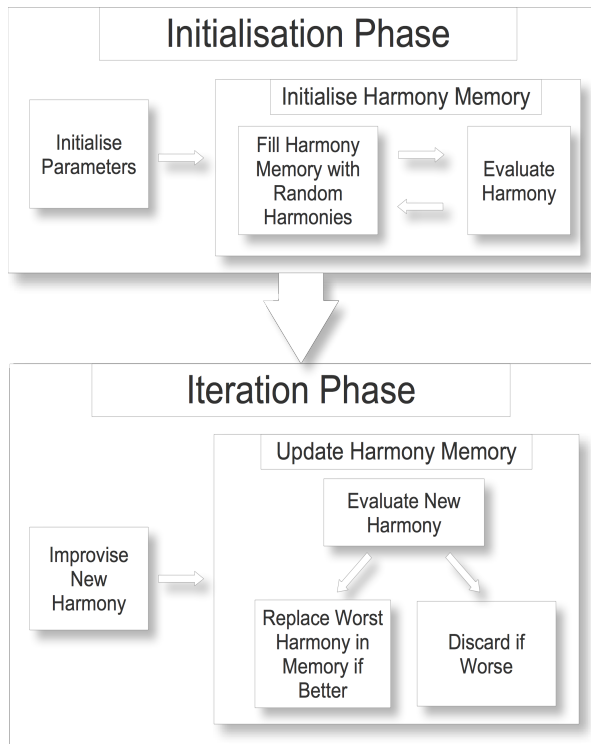 Initialisation Phase
Initialise Harmony Memory
Initialise
Parameters
Fill Harmony
Memory with
Random
Harmonies
Evaluate
Harmony
Iteration Phase
Update Harmony Memory
Evaluate New
Harmony
Improvise
New
Harmony
Replace Worst
Harmony in
Memory if
Better
Discard if
Worse